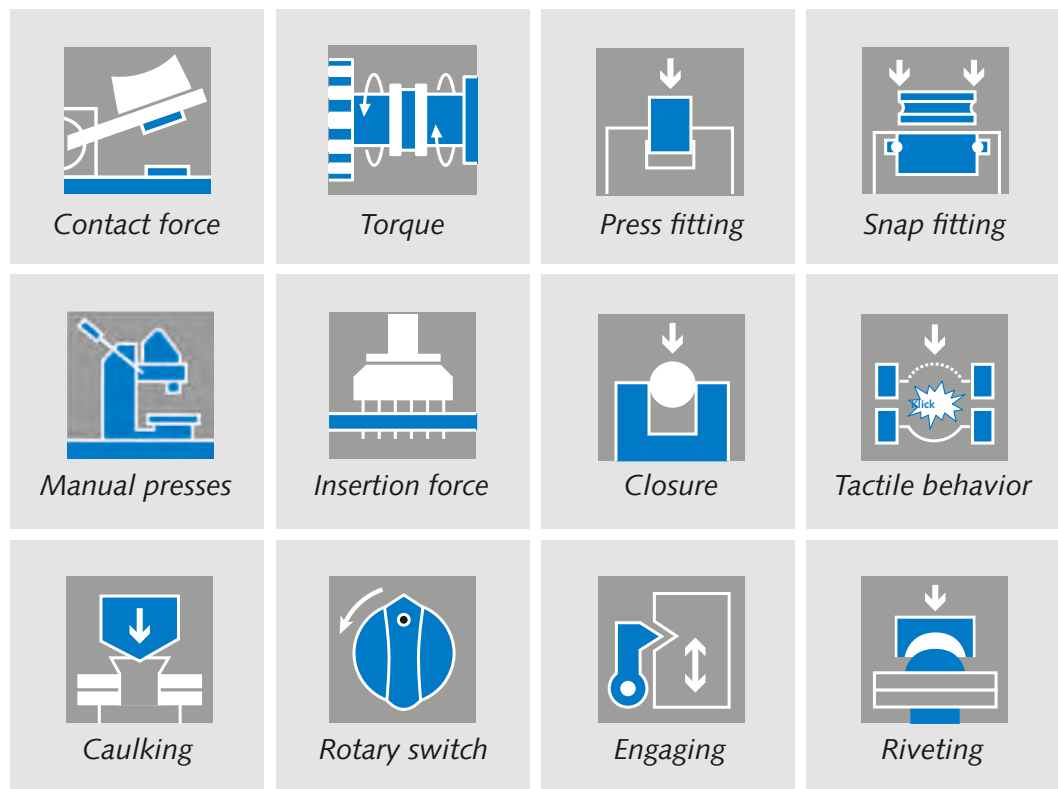 Contact force
Torque
Press fitting
Snap fitting
Manual presses
Insertion force
Closure
Klick
Tactile behavior
Caulking
Rotary switch
Engaging
Riveting